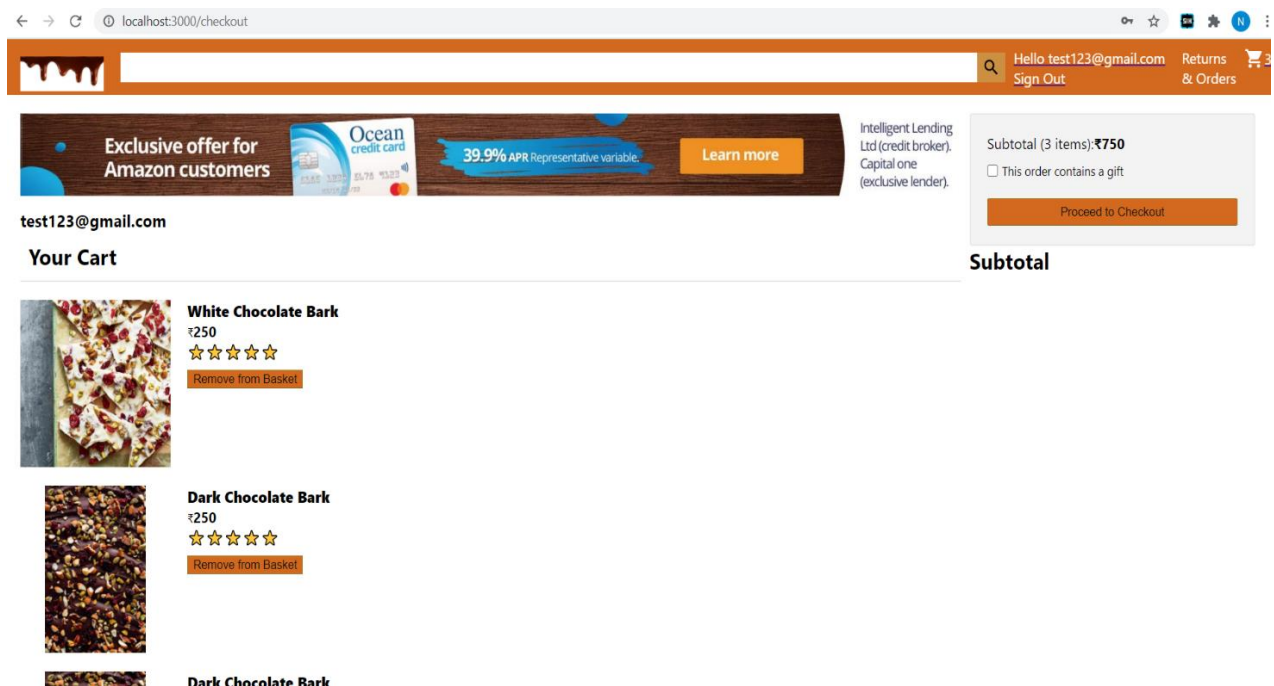 localhost:3000/checkout
N
Hello test123@gmail.com
Sign Out
Returns
& Orders
3
Exclusive offer for
Amazon customers
Ocean
credit card
39.9% APR Representative variable.
Learn more
Intelligent Lending
Ltd (credit broker).
Capital one
(exclusive lender).
Subtotal (3 items):₹750
This order contains a gift
Proceed to Checkout
test123@gmail.com
Your Cart
Subtotal
White Chocolate Bark
₹250
Remove from Basket
Dark Chocolate Bark
₹250
Remove from Basket
Dark Chocolate Bark